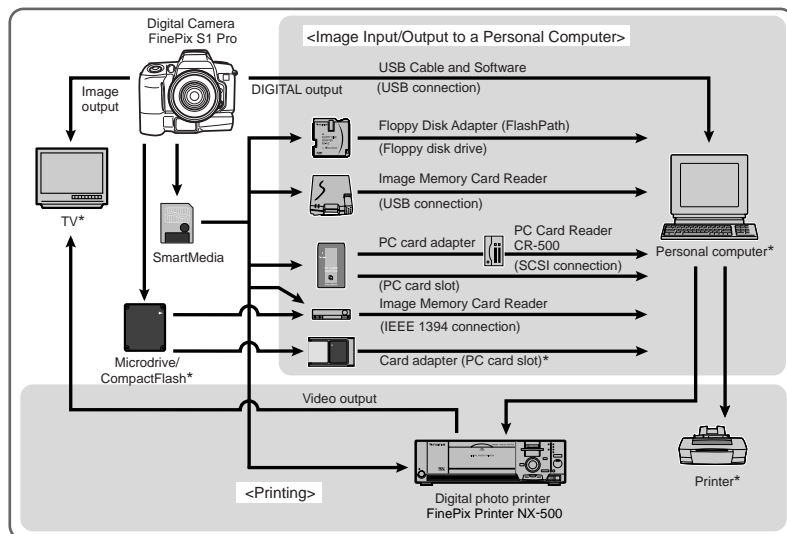 Digital Camera
FinePix S1 Pro
<Image Input/Output to a Personal Computer>
Image
output
DIGITAL output
USB Cable and Software
(USB connection)
Floppy Disk Adapter (FlashPath)
(Floppy disk drive)
Image Memory Card Reader
(USB connection)
TV*
SmartMedia
PC card adapter
PC Card Reader
CR-500
(SCSI connection)
Personal computer*
(PC card slot)
Image Memory Card Reader
(IEEE 1394 connection)
Microdrive/
CompactFlash*
Card adapter (PC card slot)*
Video output
<Printing>
Digital photo printer
FinePix Printer NX-500
Printer*